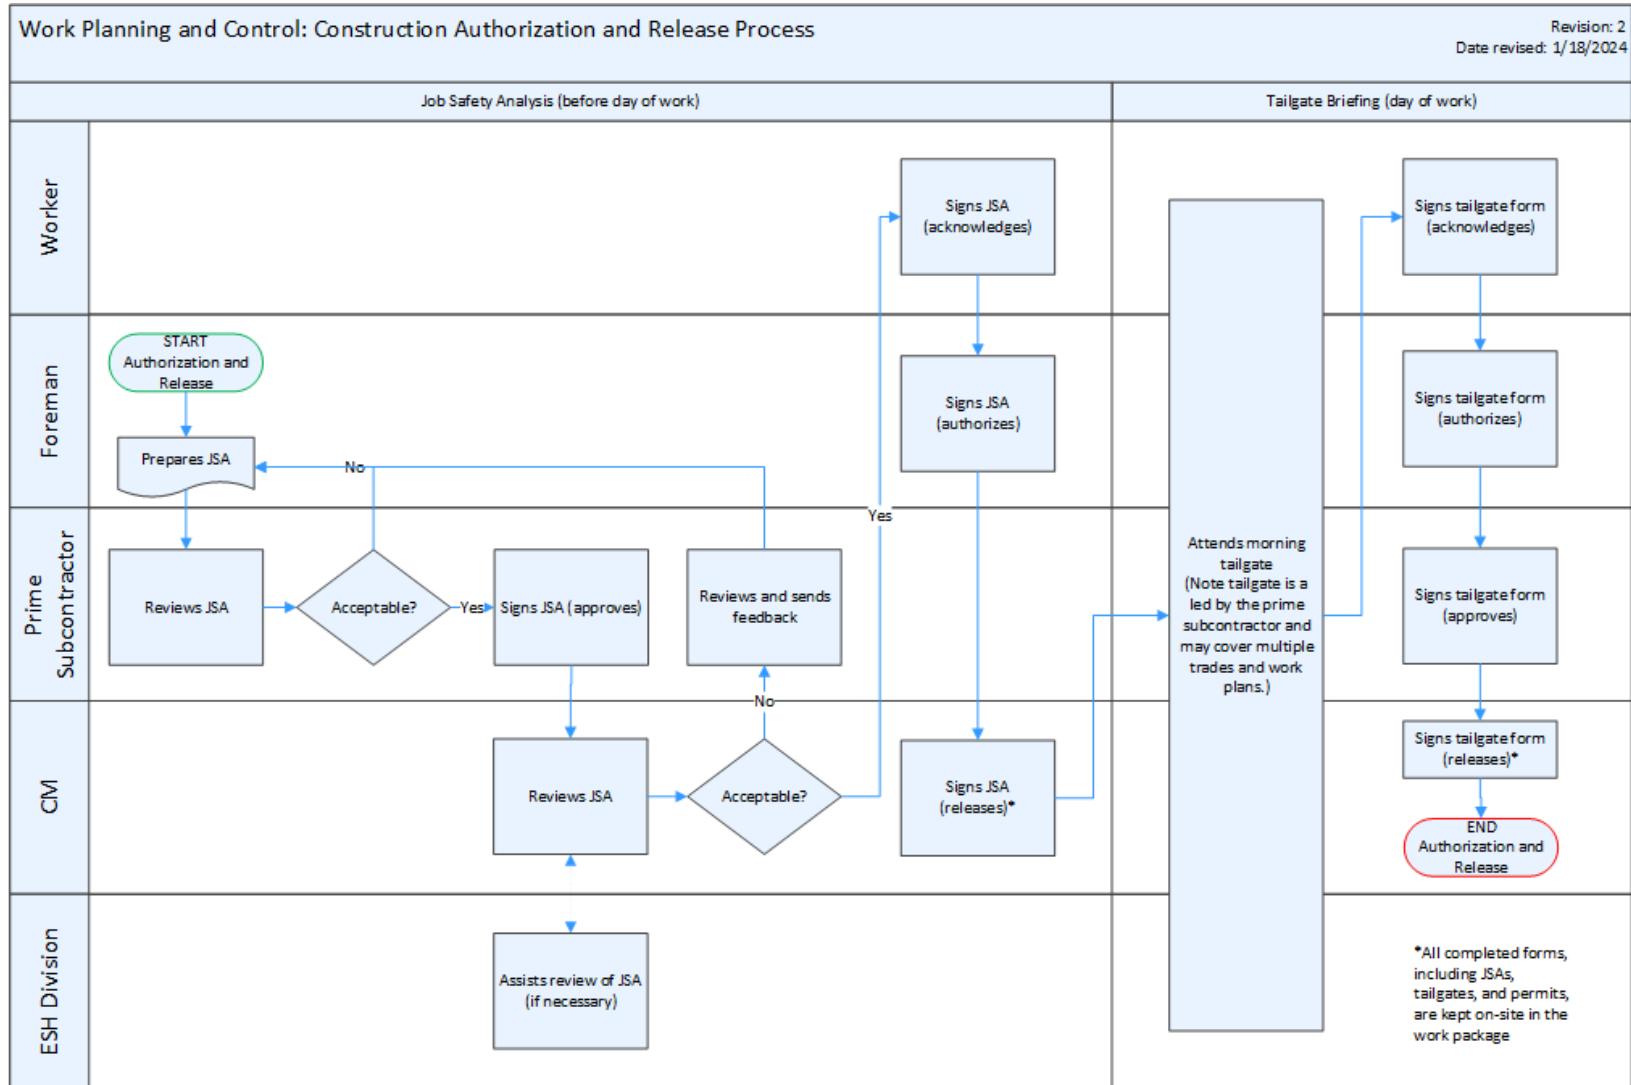 Work Planning and Control: Construction Authorization and Release Process
Revision: 2
Date revised: 1/18/2024
Job Safety Analysis (before day of work)
Tailgate Briefing (day of work)
Worker
Signs JSA
(acknowledges)
Signs tailgate form
(acknowledges)
Foreman
START
Authorization and
Release
Prepares JSA
No
Signs JSA
(authorizes)
Signs tailgate form
(authorizes)
Prime
Subcontractor
Reviews JSA
Acceptable?
Yes
Signs JSA (approves)
Reviews and sends
feedback
Yes
Attends morning
tailgate
(Note tailgate is a
led by the prime
subcontractor and
may cover multiple
trades and work
plans.)
Signs tailgate form
(approves)
CM
Reviews JSA
Acceptable?
No
Signs JSA
(releases)*
Signs tailgate form
(releases)*
END
Authorization and
Release
ESH Division
Assists review of JSA
(if necessary)
*All completed forms,
including JSAs,
tailgates, and permits,
are kept on-site in the
work package